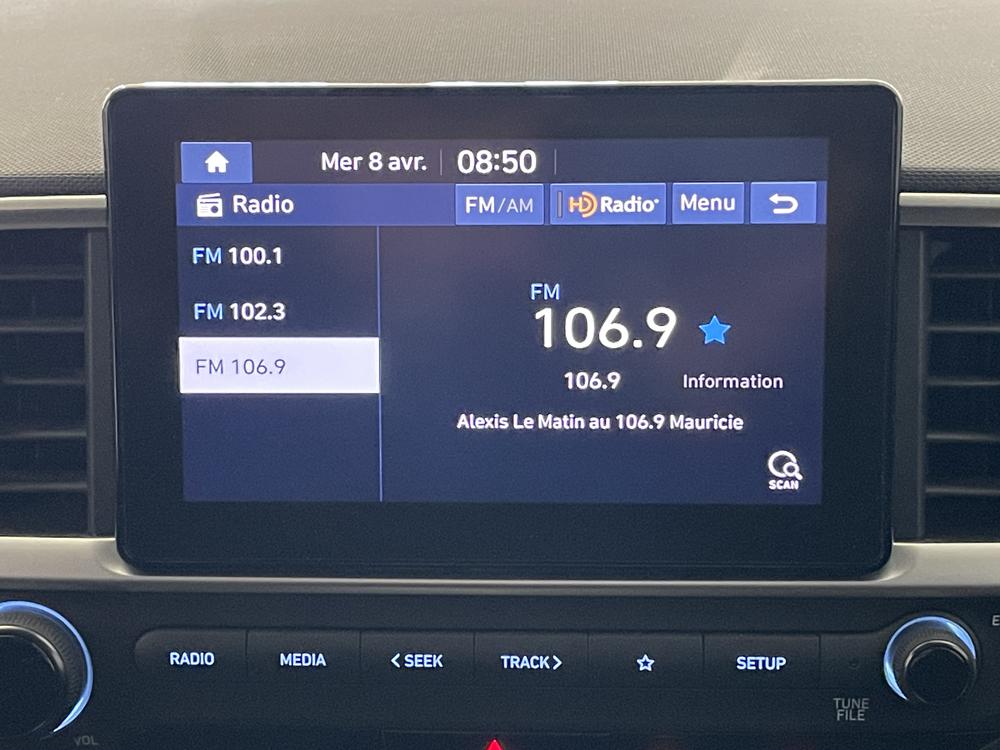 Mer 8 avr. 08:50
Radio FM/AM HD Radio Menu
FM 100.1
FM 102.3
FM 106.9
FM
106.9
106.9 Information
Alexis Le Matin au 106.9 Mauricie
SCAN
RADIO MEDIA < SEEK TRACK > SETUP
TUNE
FILE
VOL